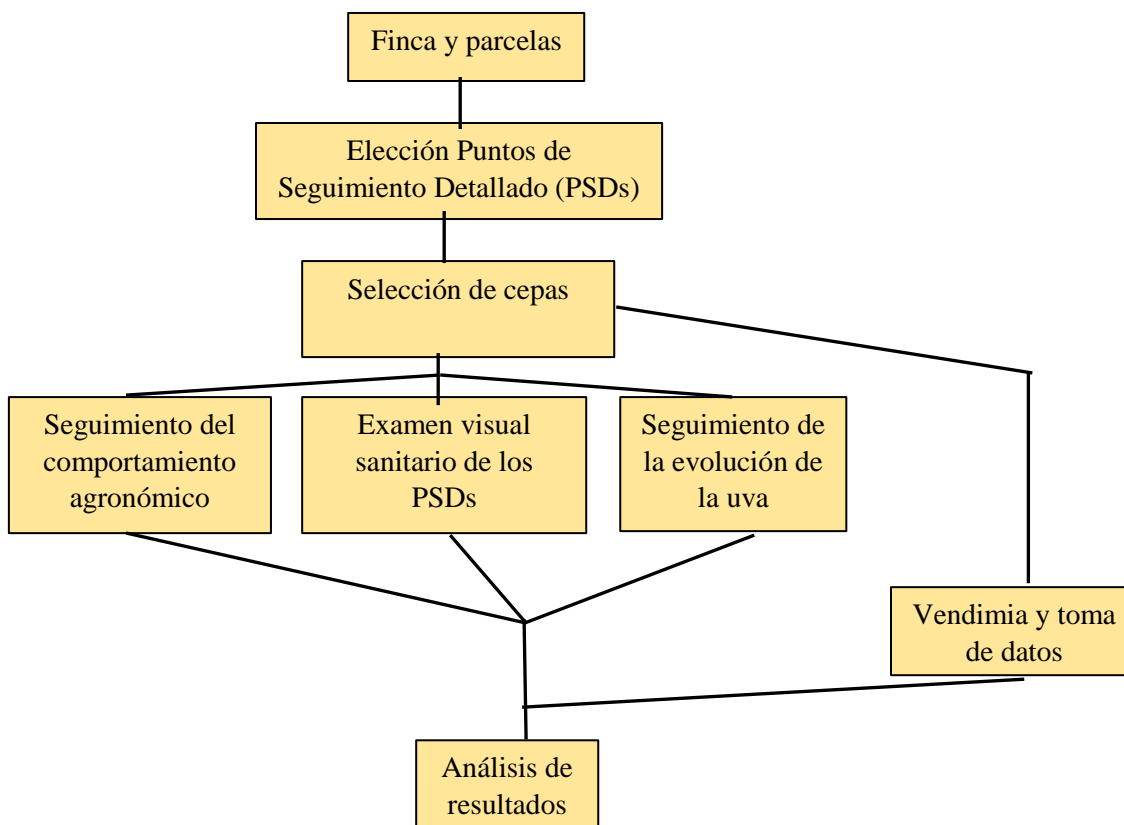 Finca y parcelas
Elección Puntos de
Seguimiento Detallado (PSDs)
Selección de cepas
Seguimiento del
comportamiento
agronómico
Examen visual
sanitario de los
PSDs
Seguimiento de
la evolución de
la uva
Vendimia y toma
de datos
Análisis de
resultados